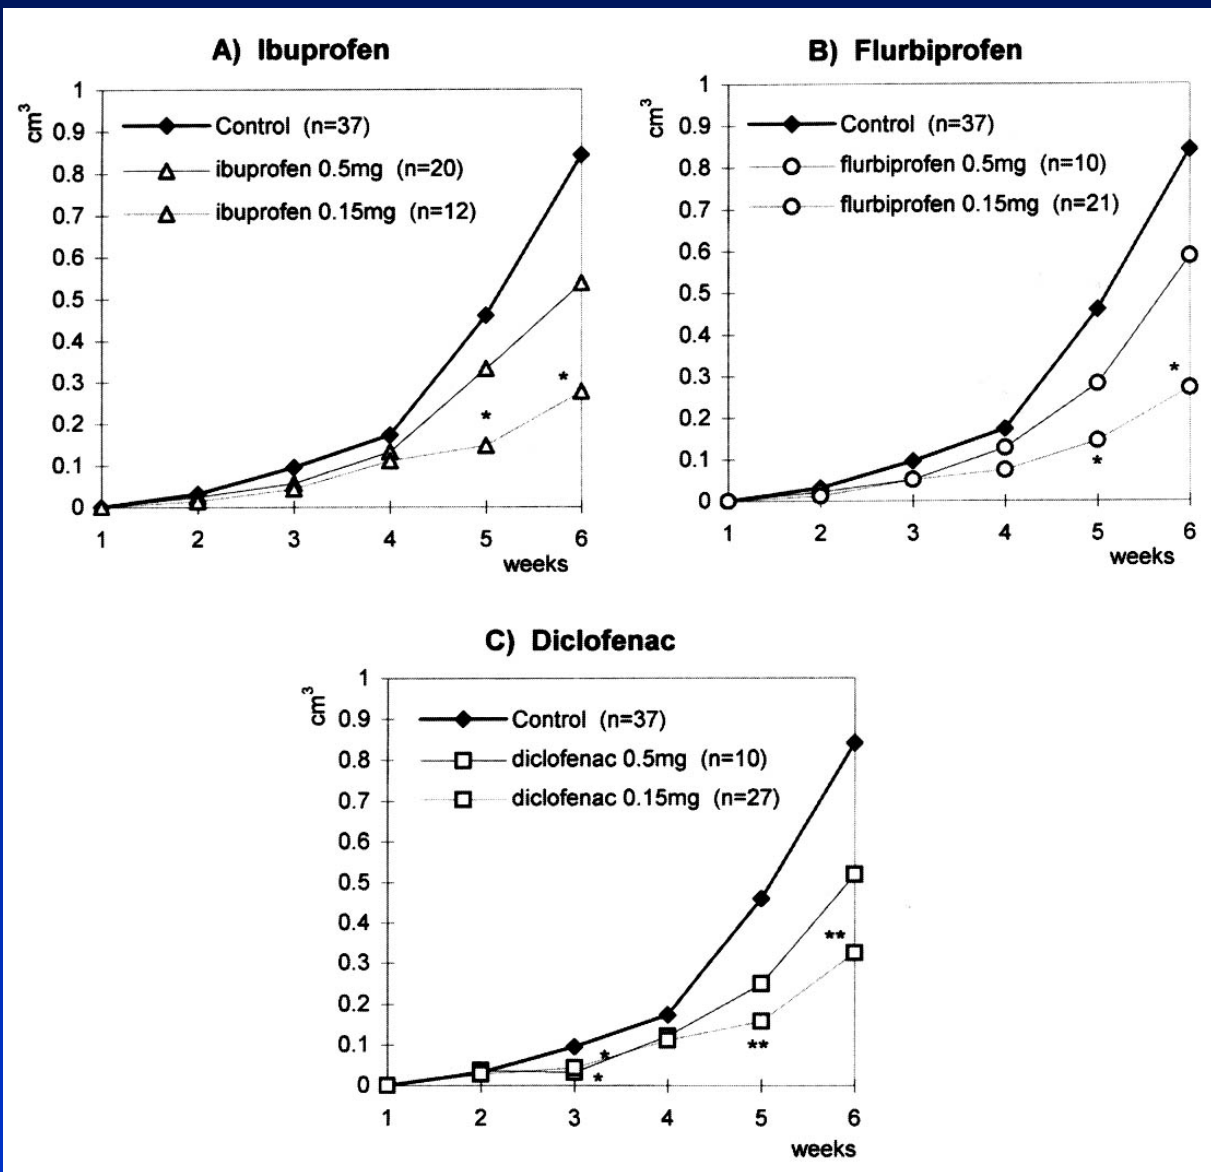 A) Ibuprofen
cm³
1
0.9
0.8
0.7
0.6
0.5
0.4
0.3
0.2
0.1
0
Control (n=37)
ibuprofen 0.5mg (n=20)
ibuprofen 0.15mg (n=12)
*
*
1 2 3 4 5 6
weeks
B) Flurbiprofen
cm³
1
0.9
0.8
0.7
0.6
0.5
0.4
0.3
0.2
0.1
0
Control (n=37)
flurbiprofen 0.5mg (n=10)
flurbiprofen 0.15mg (n=21)
*
*
1 2 3 4 5 6
weeks
C) Diclofenac
cm³
1
0.9
0.8
0.7
0.6
0.5
0.4
0.3
0.2
0.1
0
Control (n=37)
diclofenac 0.5mg (n=10)
diclofenac 0.15mg (n=27)
**
**
*
*
1 2 3 4 5 6
weeks